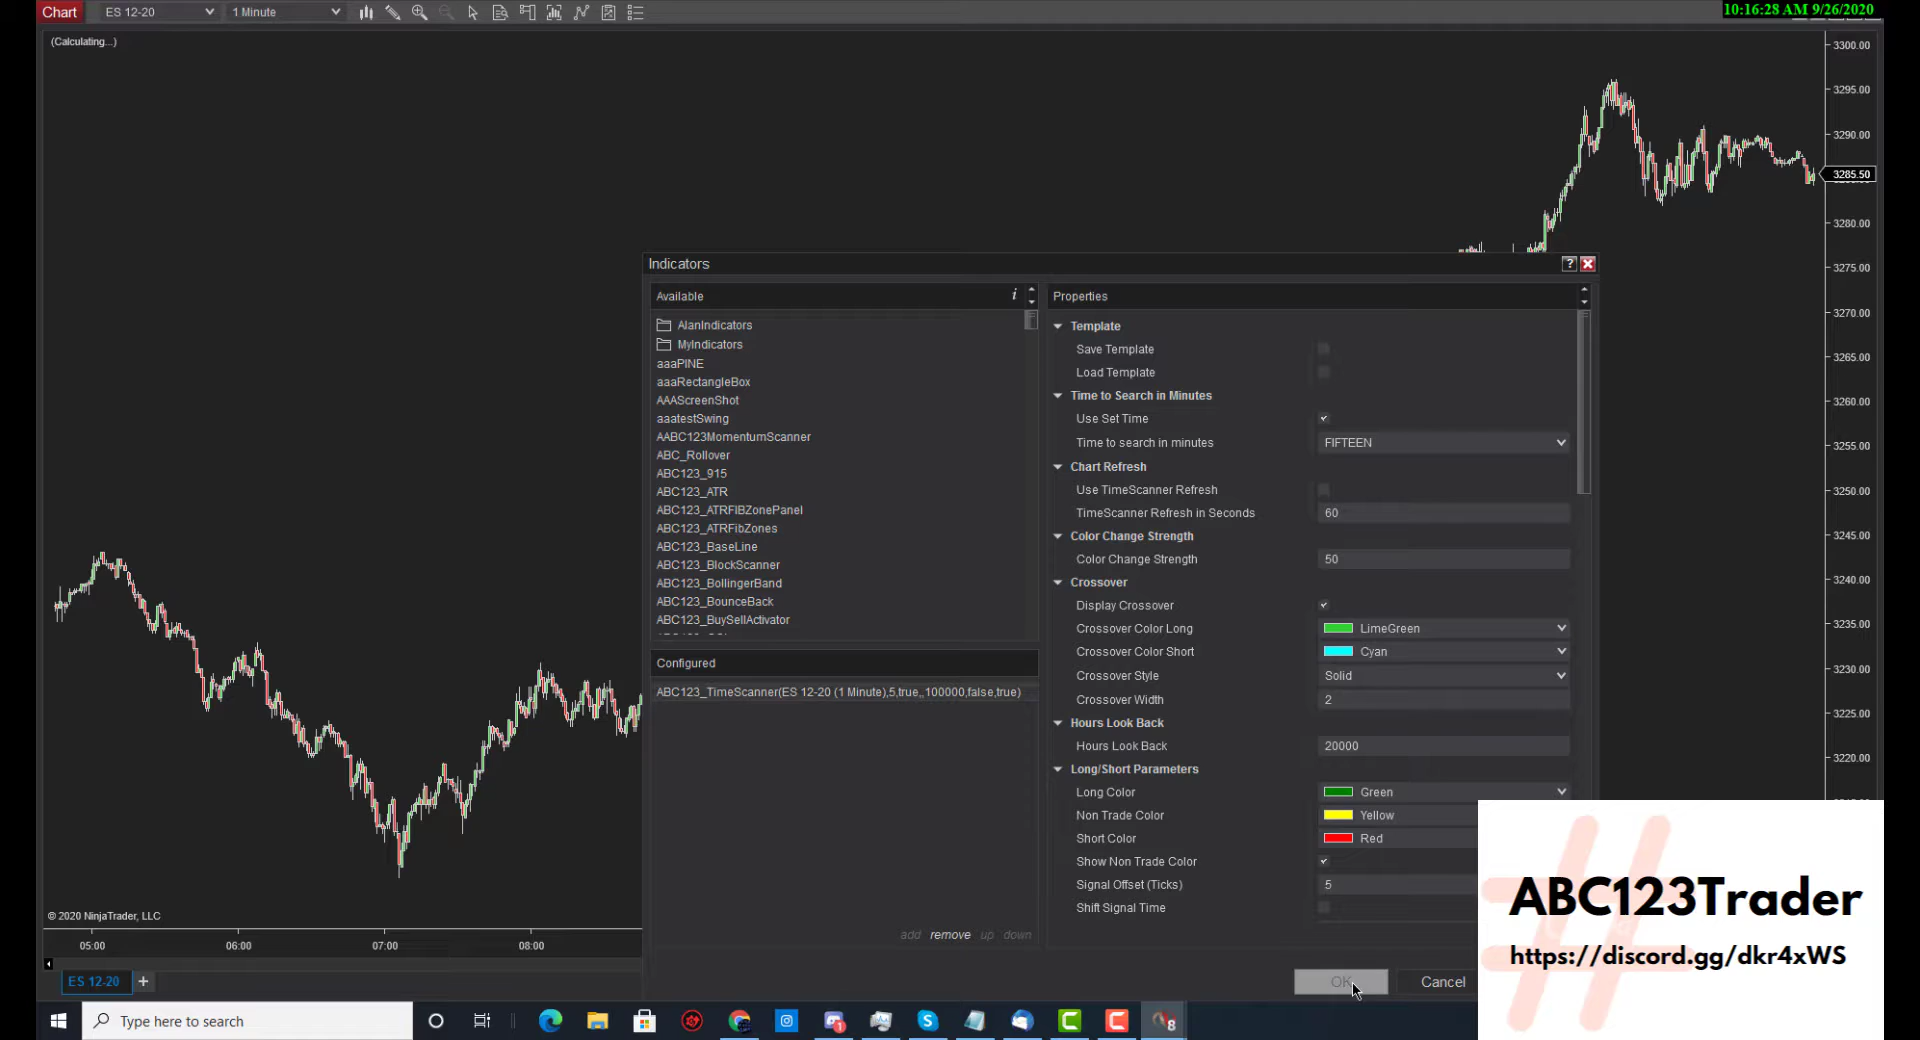 Chart
ES 12-20
1 Minute
10:16:28 AM 9/26/2020
(Calculating...)
3300.00
3295.00
3290.00
3285.50
3280.00
3275.00
3270.00
3265.00
3260.00
3255.00
3250.00
3245.00
3240.00
3235.00
3230.00
3225.00
3220.00
Indicators
?
Available
i
AlanIndicators
MyIndicators
aaaPINE
aaaRectangleBox
AAAScreenShot
aaatestSwing
AABC123MomentumScanner
ABC_Rollover
ABC123_915
ABC123_ATR
ABC123_ATRFIBZonePanel
ABC123_ATRFibZones
ABC123_BaseLine
ABC123_BlockScanner
ABC123_BollingerBand
ABC123_BounceBack
ABC123_BuySellActivator
Configured
ABC123_TimeScanner(ES 12-20 (1 Minute),5,true,,100000,false,true)
add remove up down
Properties
Template
Save Template
Load Template
Time to Search in Minutes
Use Set Time
Time to search in minutes FIFTEEN
Chart Refresh
Use TimeScanner Refresh
TimeScanner Refresh in Seconds 60
Color Change Strength
Color Change Strength 50
Crossover
Display Crossover
Crossover Color Long LimeGreen
Crossover Color Short Cyan
Crossover Style Solid
Crossover Width 2
Hours Look Back
Hours Look Back 20000
Long/Short Parameters
Long Color Green
Non Trade Color Yellow
Short Color Red
Show Non Trade Color
Signal Offset (Ticks) 5
Shift Signal Time
OK Cancel
ABC123Trader
https://discord.gg/dkr4xWS
© 2020 NinjaTrader, LLC
05:00 06:00 07:00 08:00
ES 12-20 +
Type here to search
8